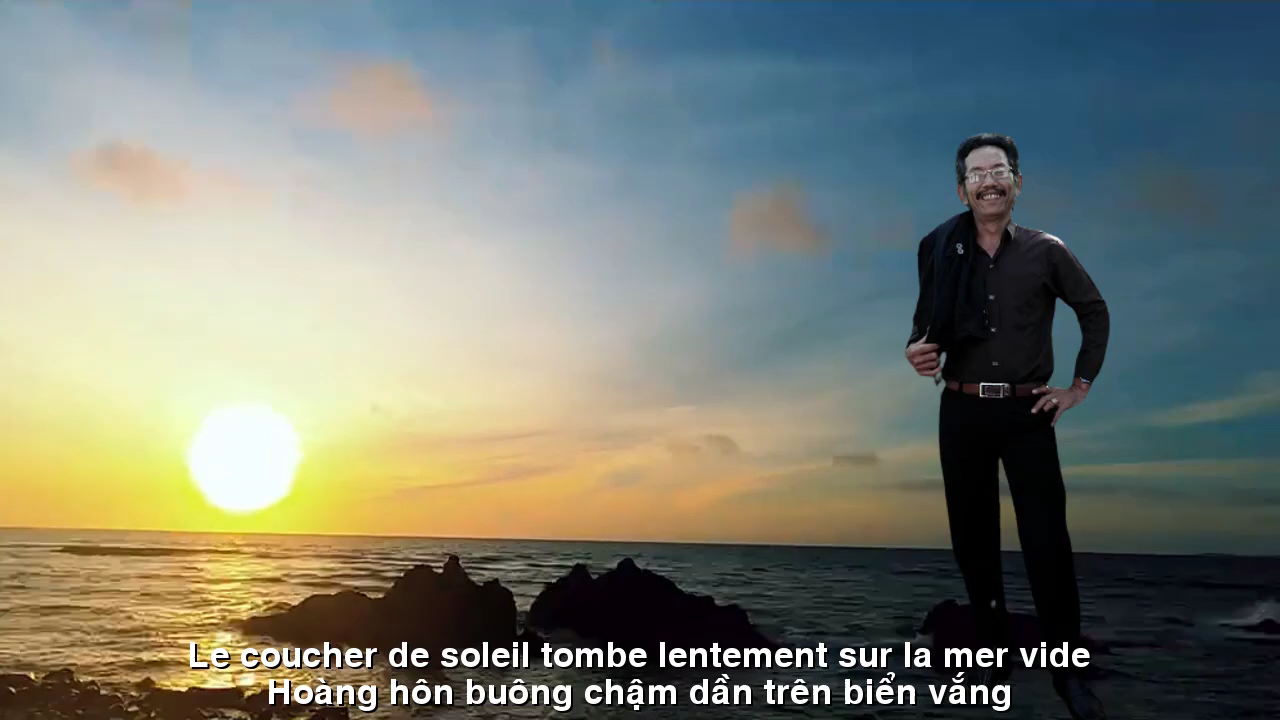 Le coucher de soleil tombe lentement sur la mer vide
Hoàng hôn buông chậm dần trên biển vắng